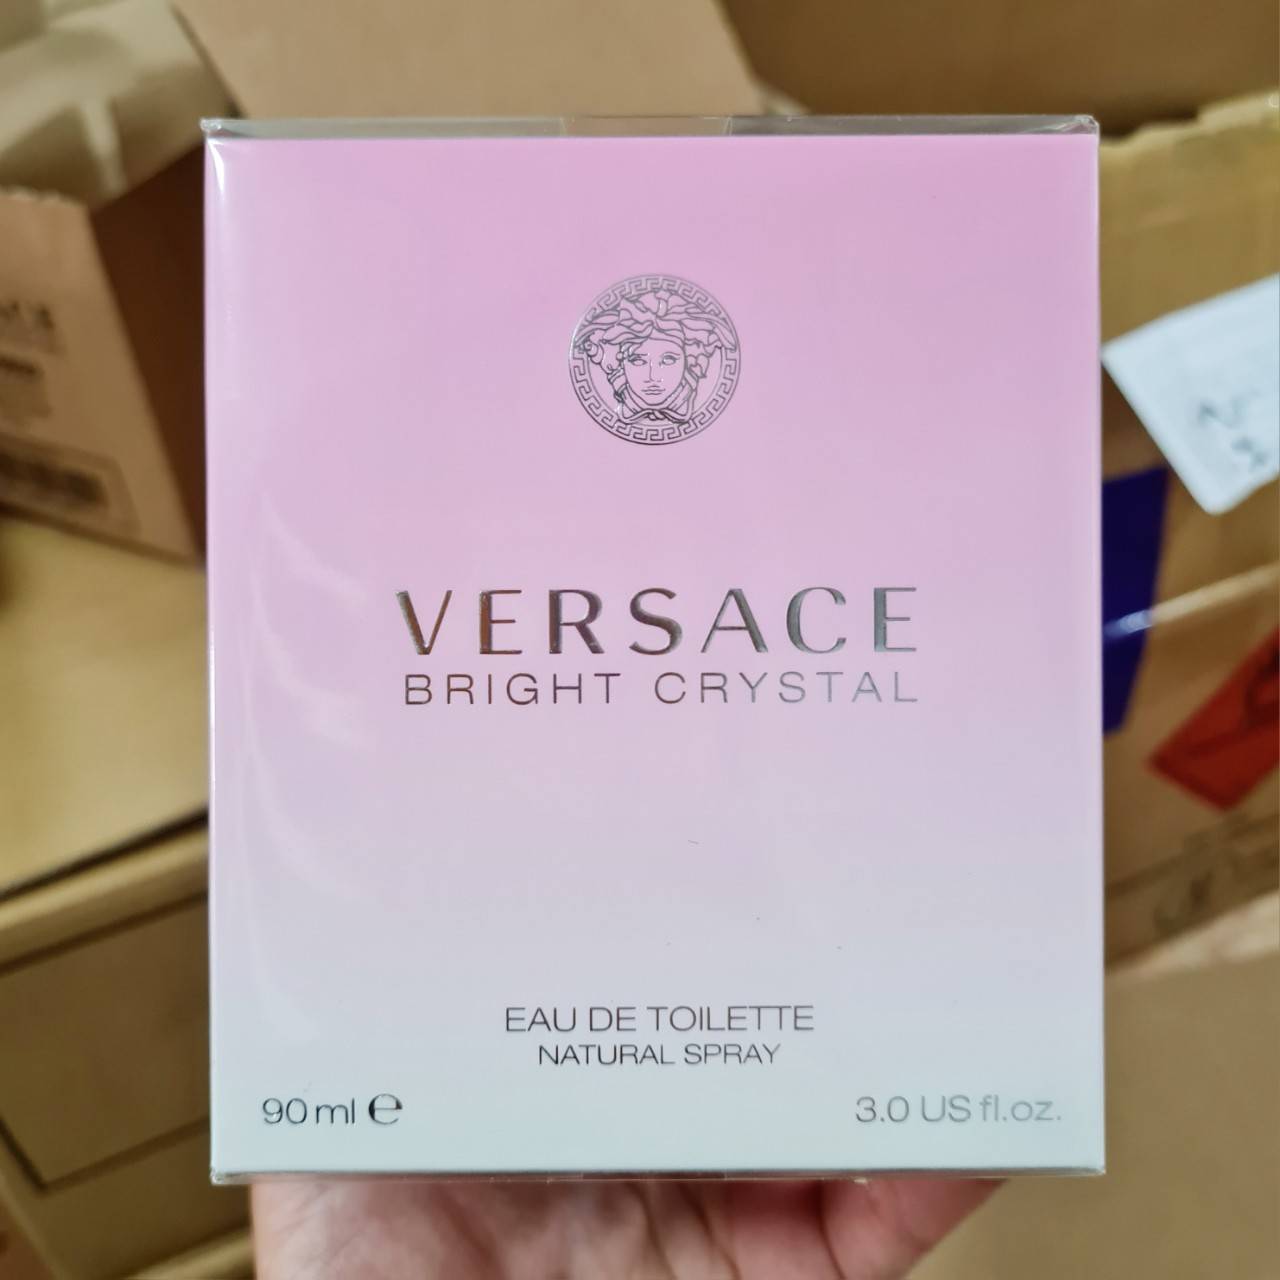 VERSACE
BRIGHT CRYSTAL
EAU DE TOILETTE
NATURAL SPRAY
90 ml ℮
3.0 US fl.oz.